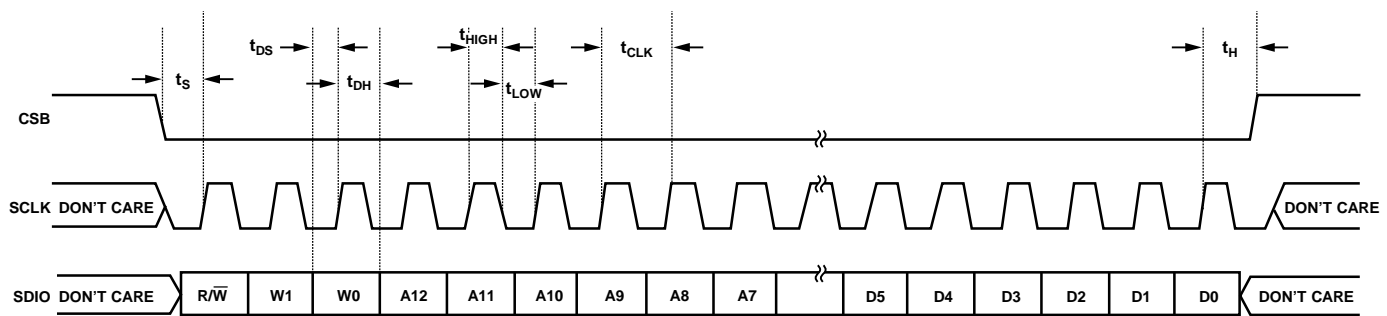 tDS tHIGH tCLK tH
tS tDH tLOW
CSB
SCLK DON'T CARE DON'T CARE
SDIO DON'T CARE R/W̅ W1 W0 A12 A11 A10 A9 A8 A7 D5 D4 D3 D2 D1 D0 DON'T CARE